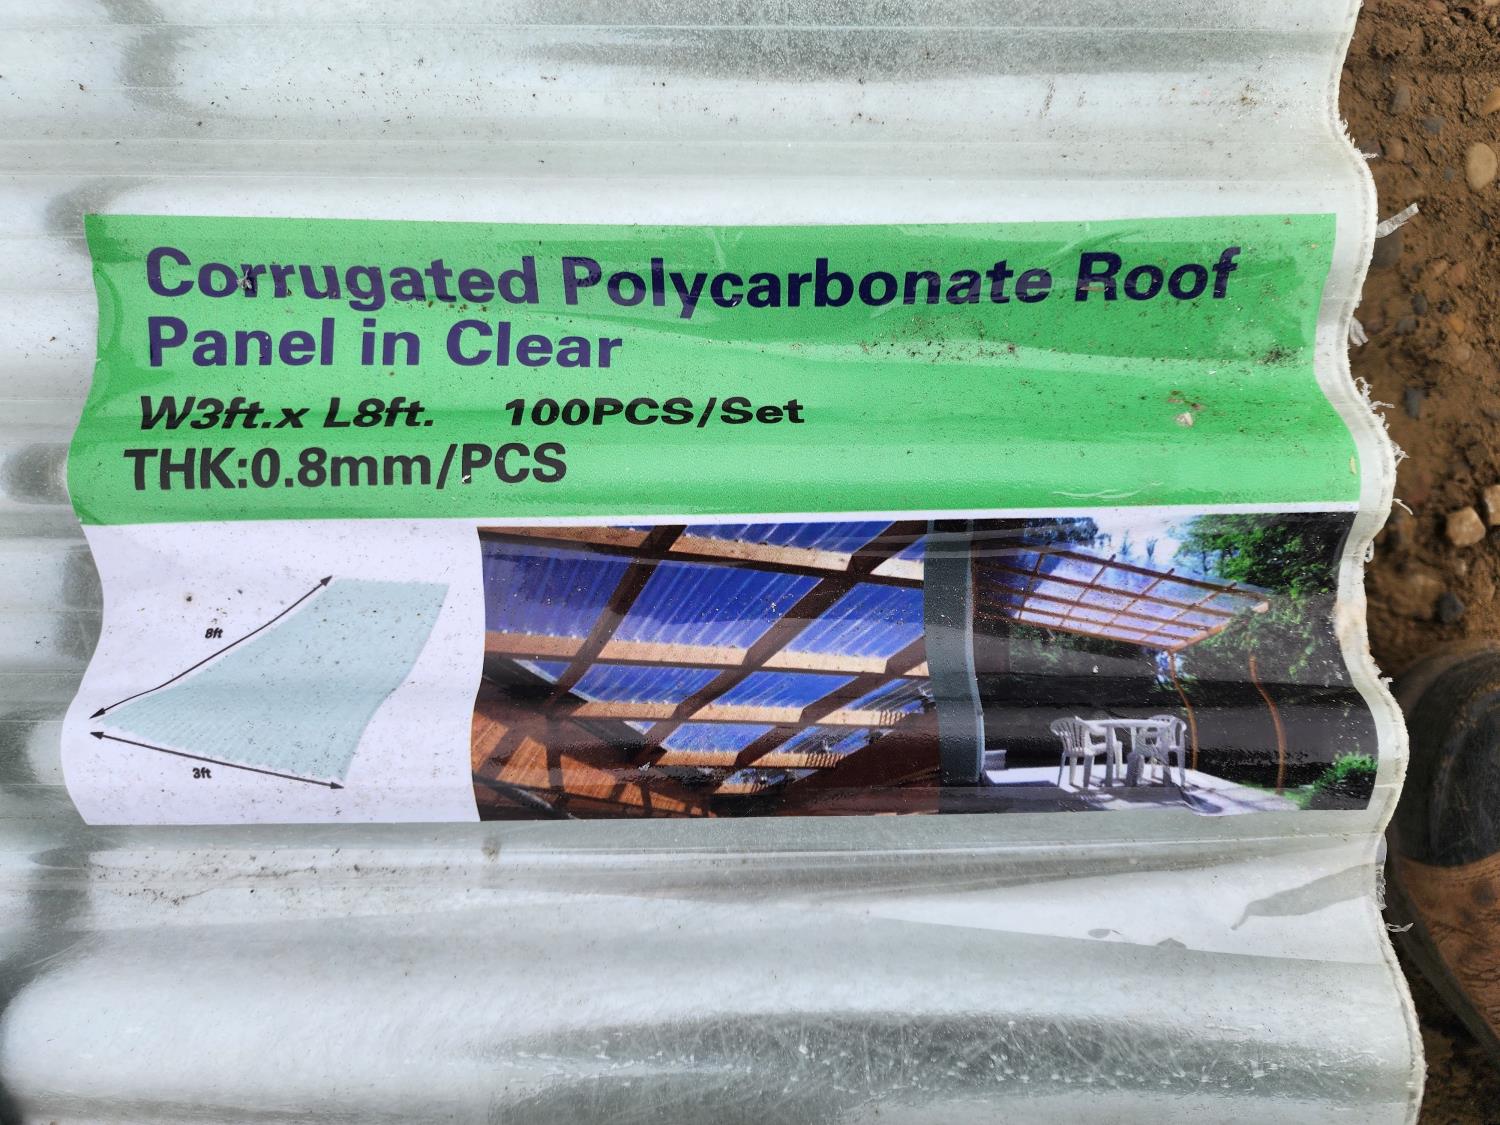 Corrugated Polycarbonate Roof
Panel in Clear
W3ft.x L8ft. 100PCS/Set
THK:0.8mm/PCS
8ft
3ft